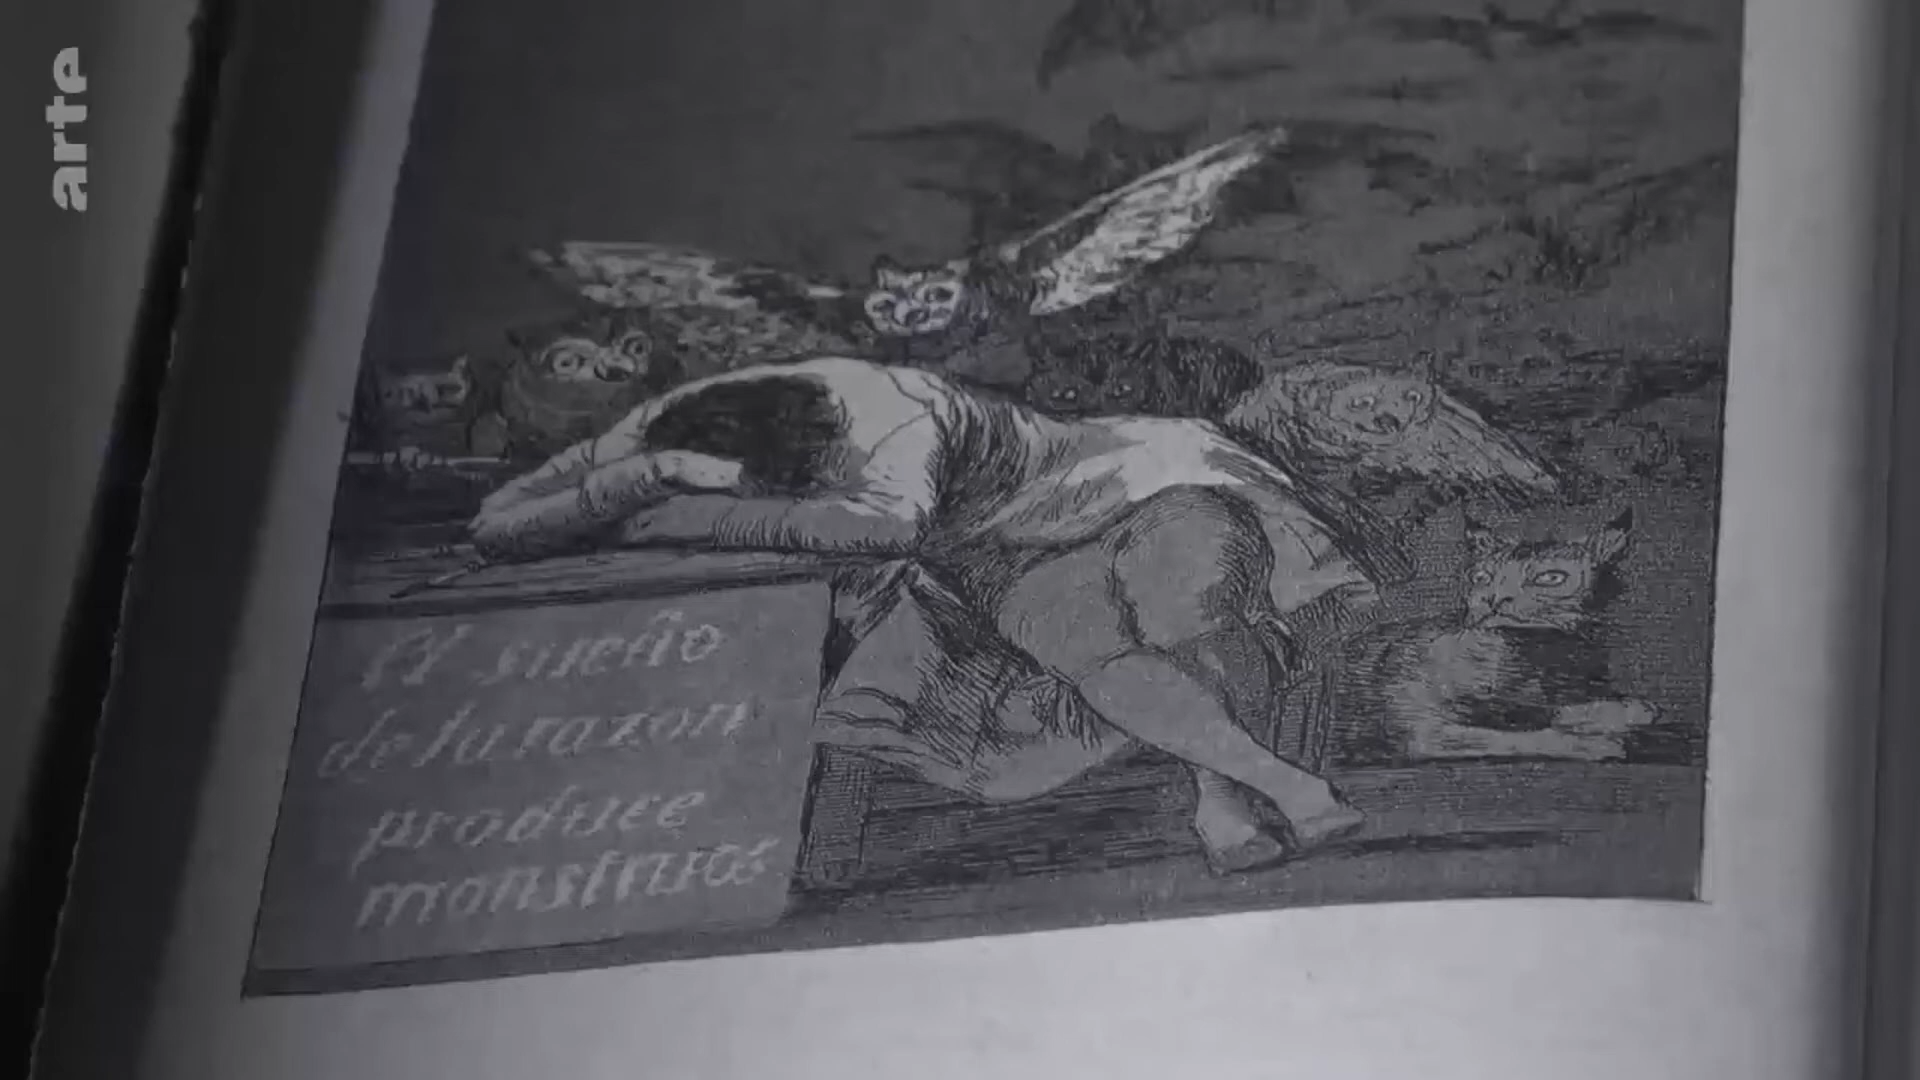 arte
El sueño
de la razon
produce
monstruos